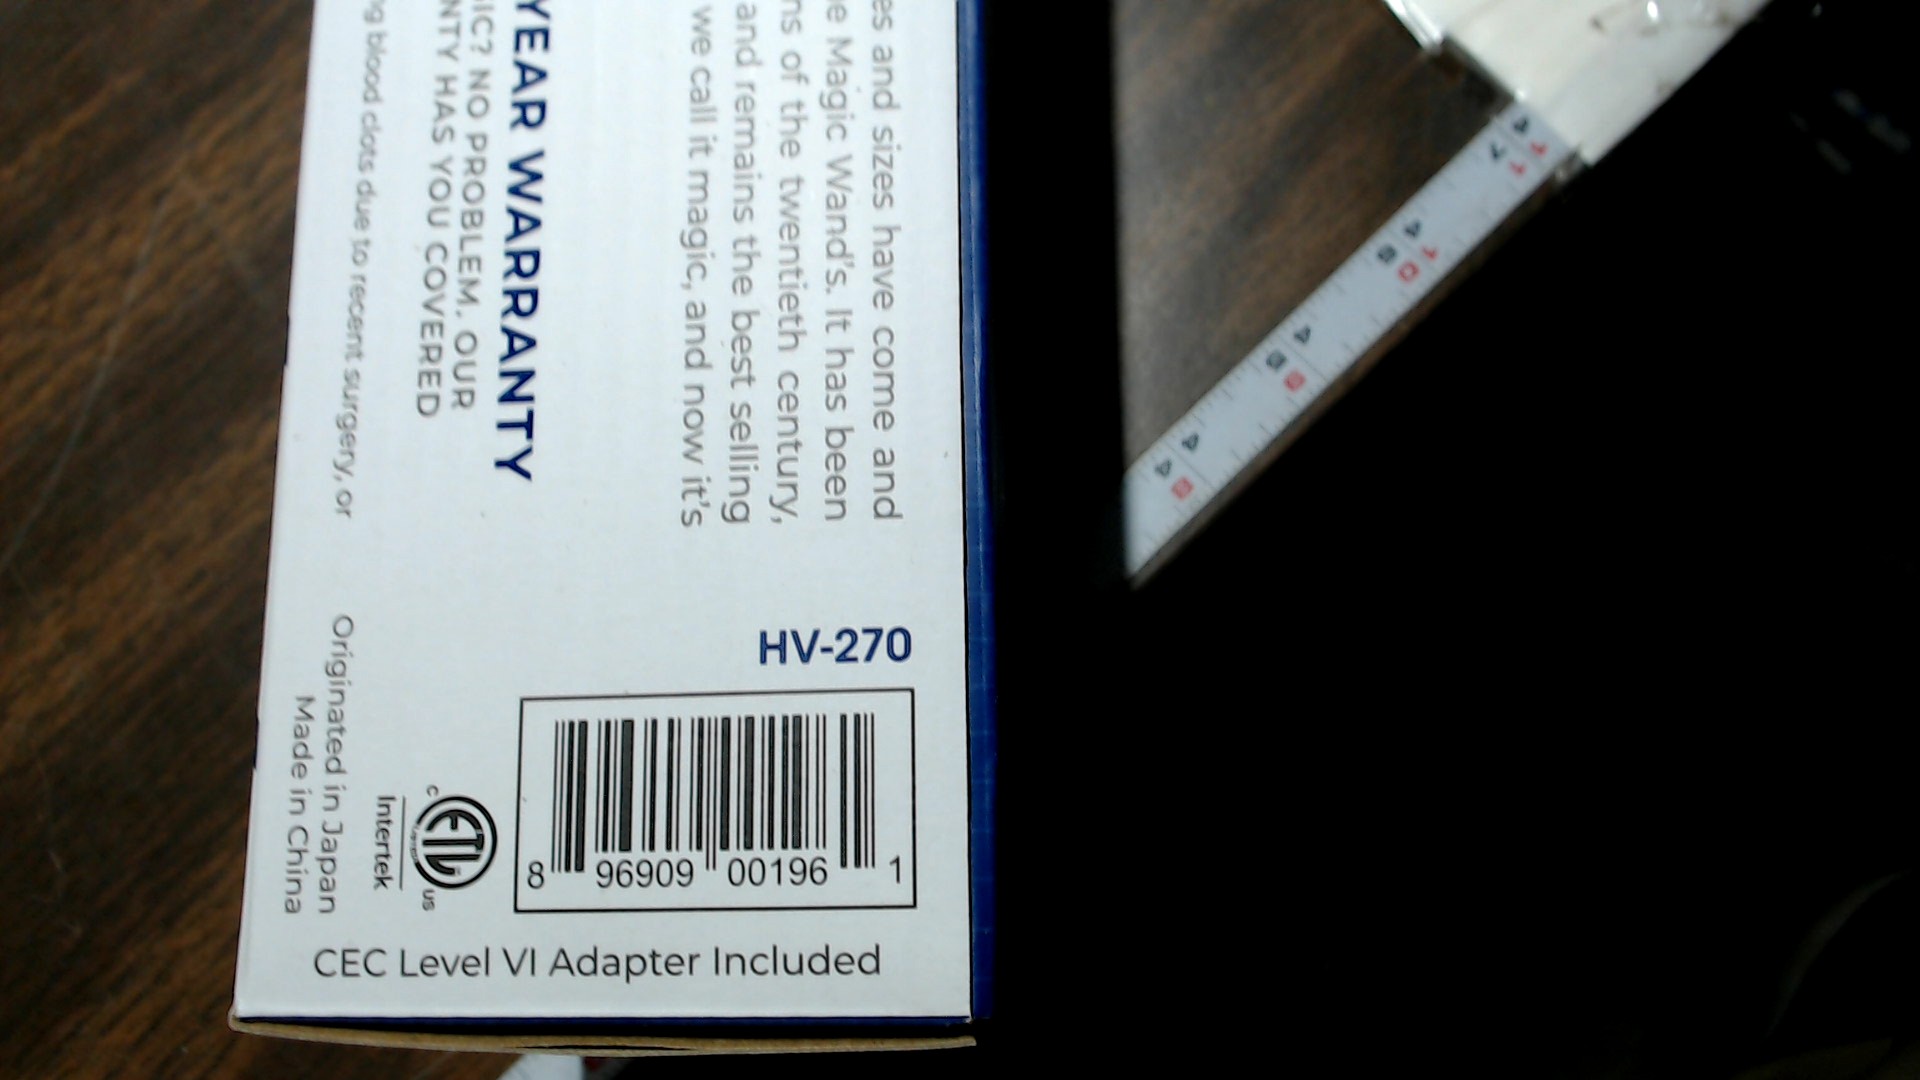 es and sizes have come and
e Magic Wand's. It has been
ns of the twentieth century,
and remains the best selling
we call it magic, and now it's
YEAR WARRANTY
IC? NO PROBLEM. OUR
NTY HAS YOU COVERED
g blood clots due to recent surgery, or
HV-270
8 96909 00196 1
ETL
C US
Intertek
Originated in Japan
Made in China
CEC Level VI Adapter Included